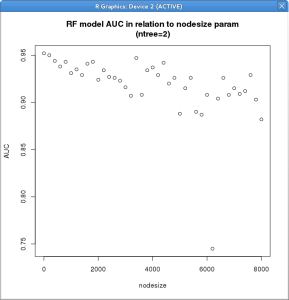 R Graphics: Device 2 (ACTIVE)
RF model AUC in relation to nodesize param
(ntree=2)
AUC
0.95
0.90
0.85
0.80
0.75
0 2000 4000 6000 8000
nodesize